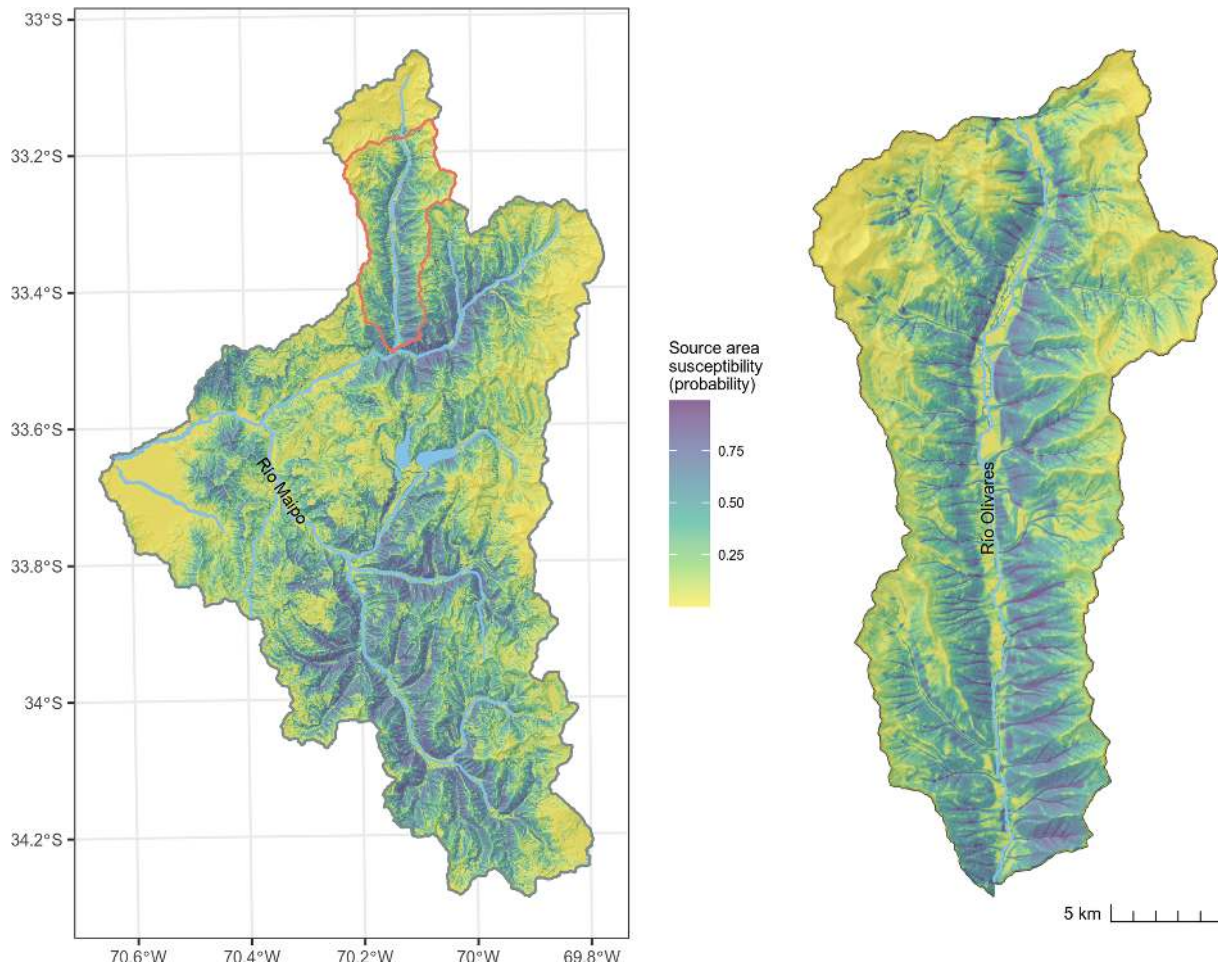 33°S
33.2°S
33.4°S
33.6°S
33.8°S
34°S
34.2°S
70.6°W
70.4°W
70.2°W
70°W
69.8°W
Río Maipo
Source area
susceptibility
(probability)
0.75
0.50
0.25
Río Olivares
5 km